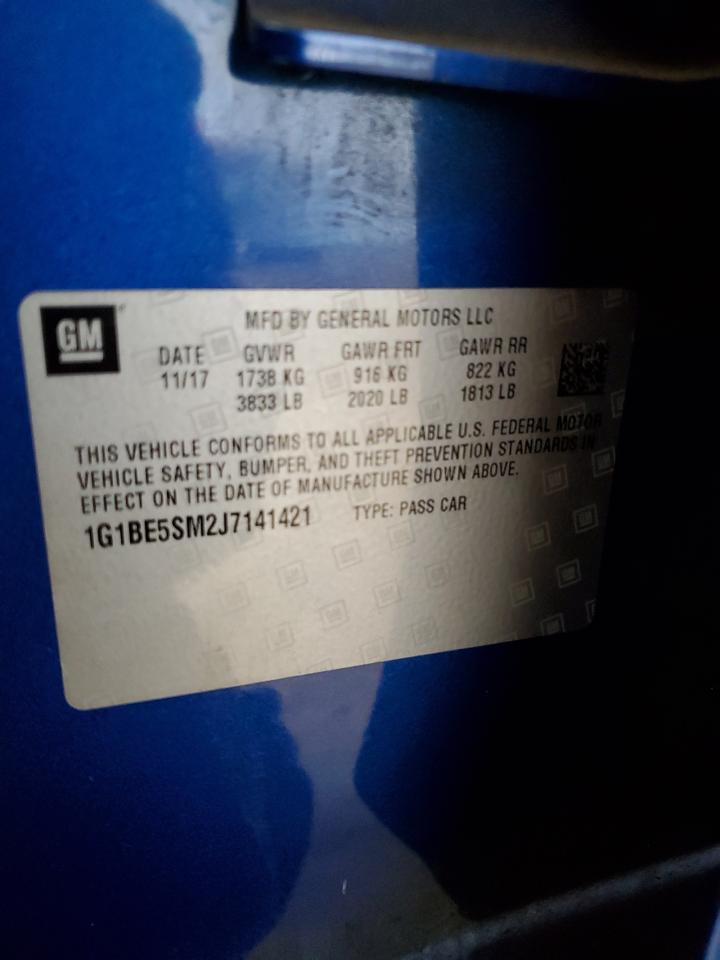 GM
MFD BY GENERAL MOTORS LLC
DATE GVWR GAWR FRT GAWR RR
11/17 1738 KG 916 KG 822 KG
3833 LB 2020 LB 1813 LB
THIS VEHICLE CONFORMS TO ALL APPLICABLE U.S. FEDERAL MOTOR
VEHICLE SAFETY, BUMPER, AND THEFT PREVENTION STANDARDS IN
EFFECT ON THE DATE OF MANUFACTURE SHOWN ABOVE.
1G1BE5SM2J7141421 TYPE: PASS CAR